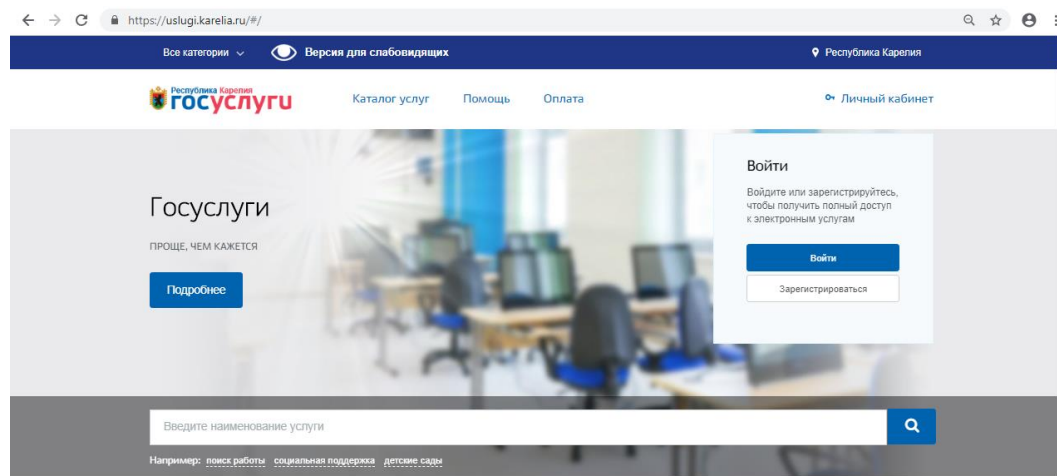 https://uslugi.karelia.ru/#/
Все категории Версия для слабовидящих Республика Карелия
Республика Карелия
госуслуги Каталог услуг Помощь Оплата Личный кабинет
Войти
Войдите или зарегистрируйтесь,
чтобы получить полный доступ
к электронным услугам
Войти
Зарегистрироваться
Госуслуги
ПРОЩЕ, ЧЕМ КАЖЕТСЯ
Подробнее
Введите наименование услуги
Например: поиск работы социальная поддержка детские сады